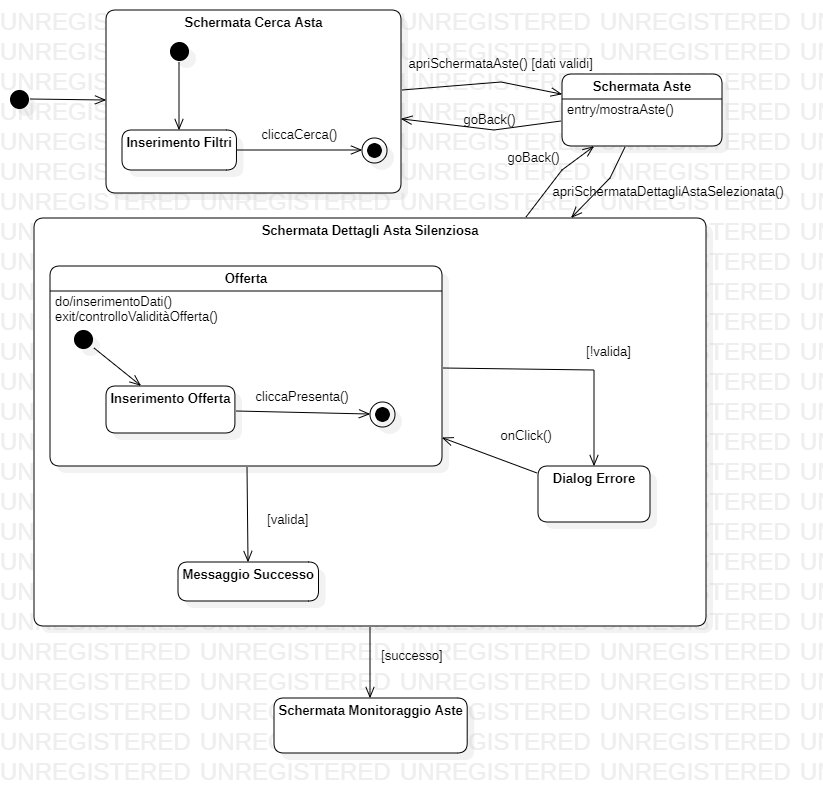 Schermata Cerca Asta
apriSchermataAste() [dati validi]
Schermata Aste
entry/mostraAste()
goBack()
cliccaCerca()
Inserimento Filtri
goBack()
apriSchermataDettagliAstaSelezionata()
Schermata Dettagli Asta Silenziosa
Offerta
do/inserimentoDati()
exit/controlloValiditàOfferta()
[!valida]
Inserimento Offerta
cliccaPresenta()
onClick()
Dialog Errore
[valida]
Messaggio Successo
[successo]
Schermata Monitoraggio Aste
UNREGISTERED